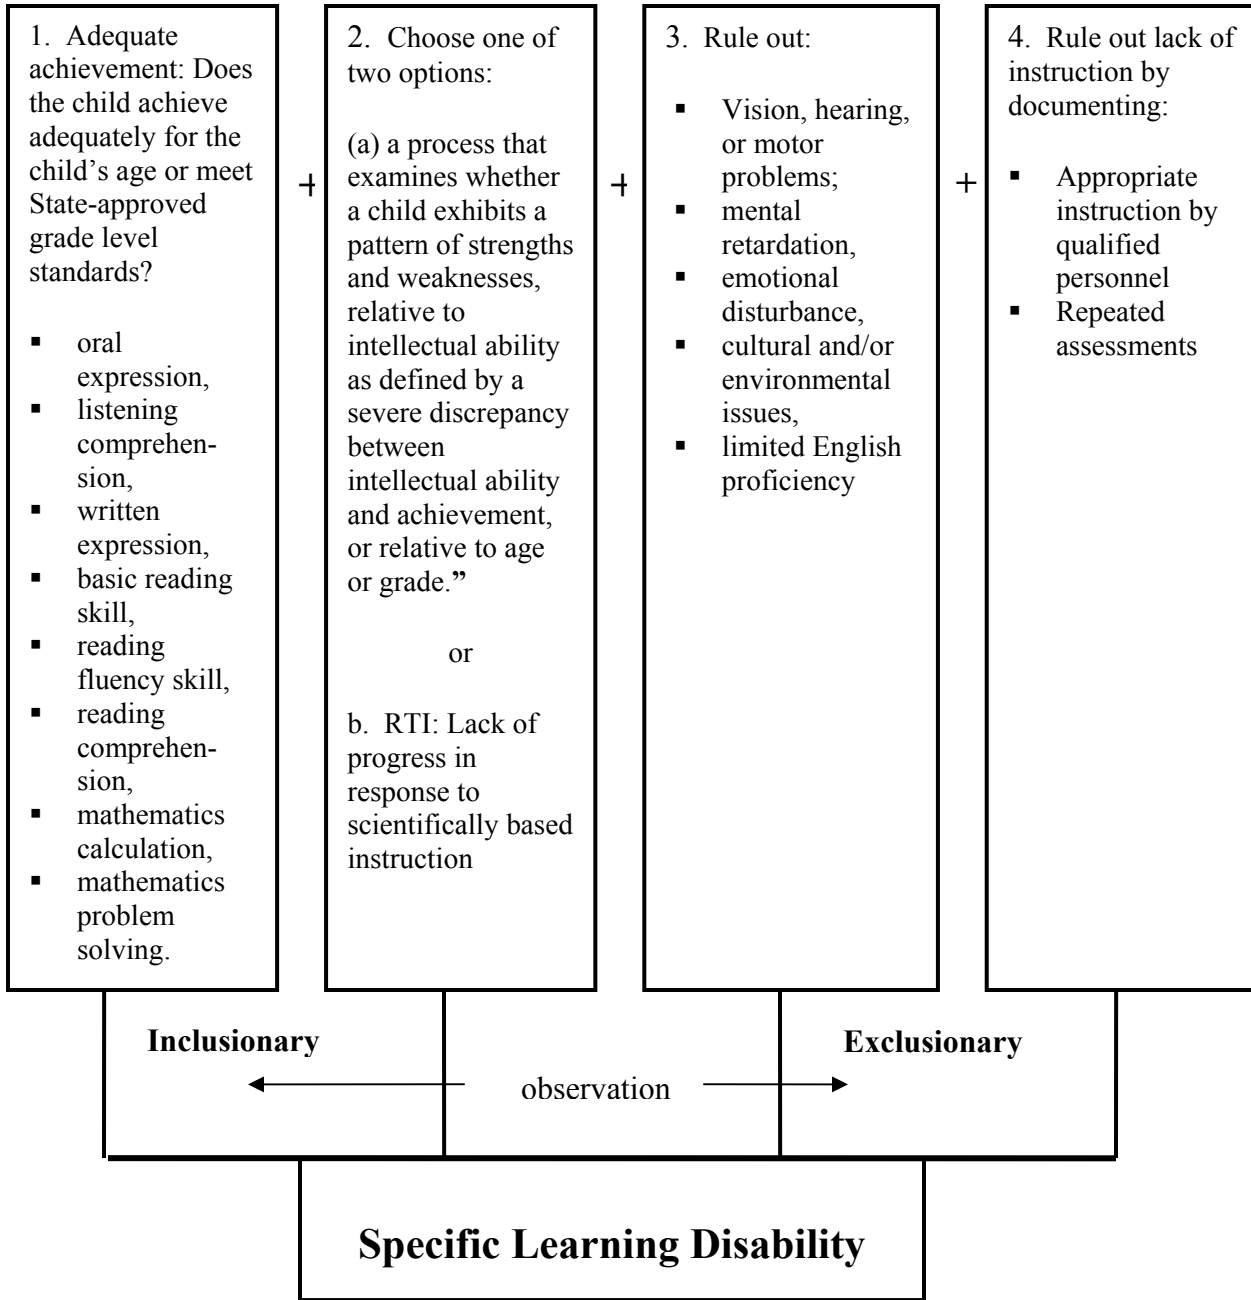 1. Adequate
achievement: Does
the child achieve
adequately for the
child’s age or meet
State-approved
grade level
standards?
▪ oral
expression,
▪ listening
comprehen-
sion,
▪ written
expression,
▪ basic reading
skill,
▪ reading
fluency skill,
▪ reading
comprehen-
sion,
▪ mathematics
calculation,
▪ mathematics
problem
solving.
+
2. Choose one of
two options:
(a) a process that
examines whether
a child exhibits a
pattern of strengths
and weaknesses,
relative to
intellectual ability
as defined by a
severe discrepancy
between
intellectual ability
and achievement,
or relative to age
or grade.”
or
b. RTI: Lack of
progress in
response to
scientifically based
instruction
+
3. Rule out:
▪ Vision, hearing,
or motor
problems;
▪ mental
retardation,
▪ emotional
disturbance,
▪ cultural and/or
environmental
issues,
▪ limited English
proficiency
+
4. Rule out lack of
instruction by
documenting:
▪ Appropriate
instruction by
qualified
personnel
▪ Repeated
assessments
Inclusionary
Exclusionary
observation
Specific Learning Disability